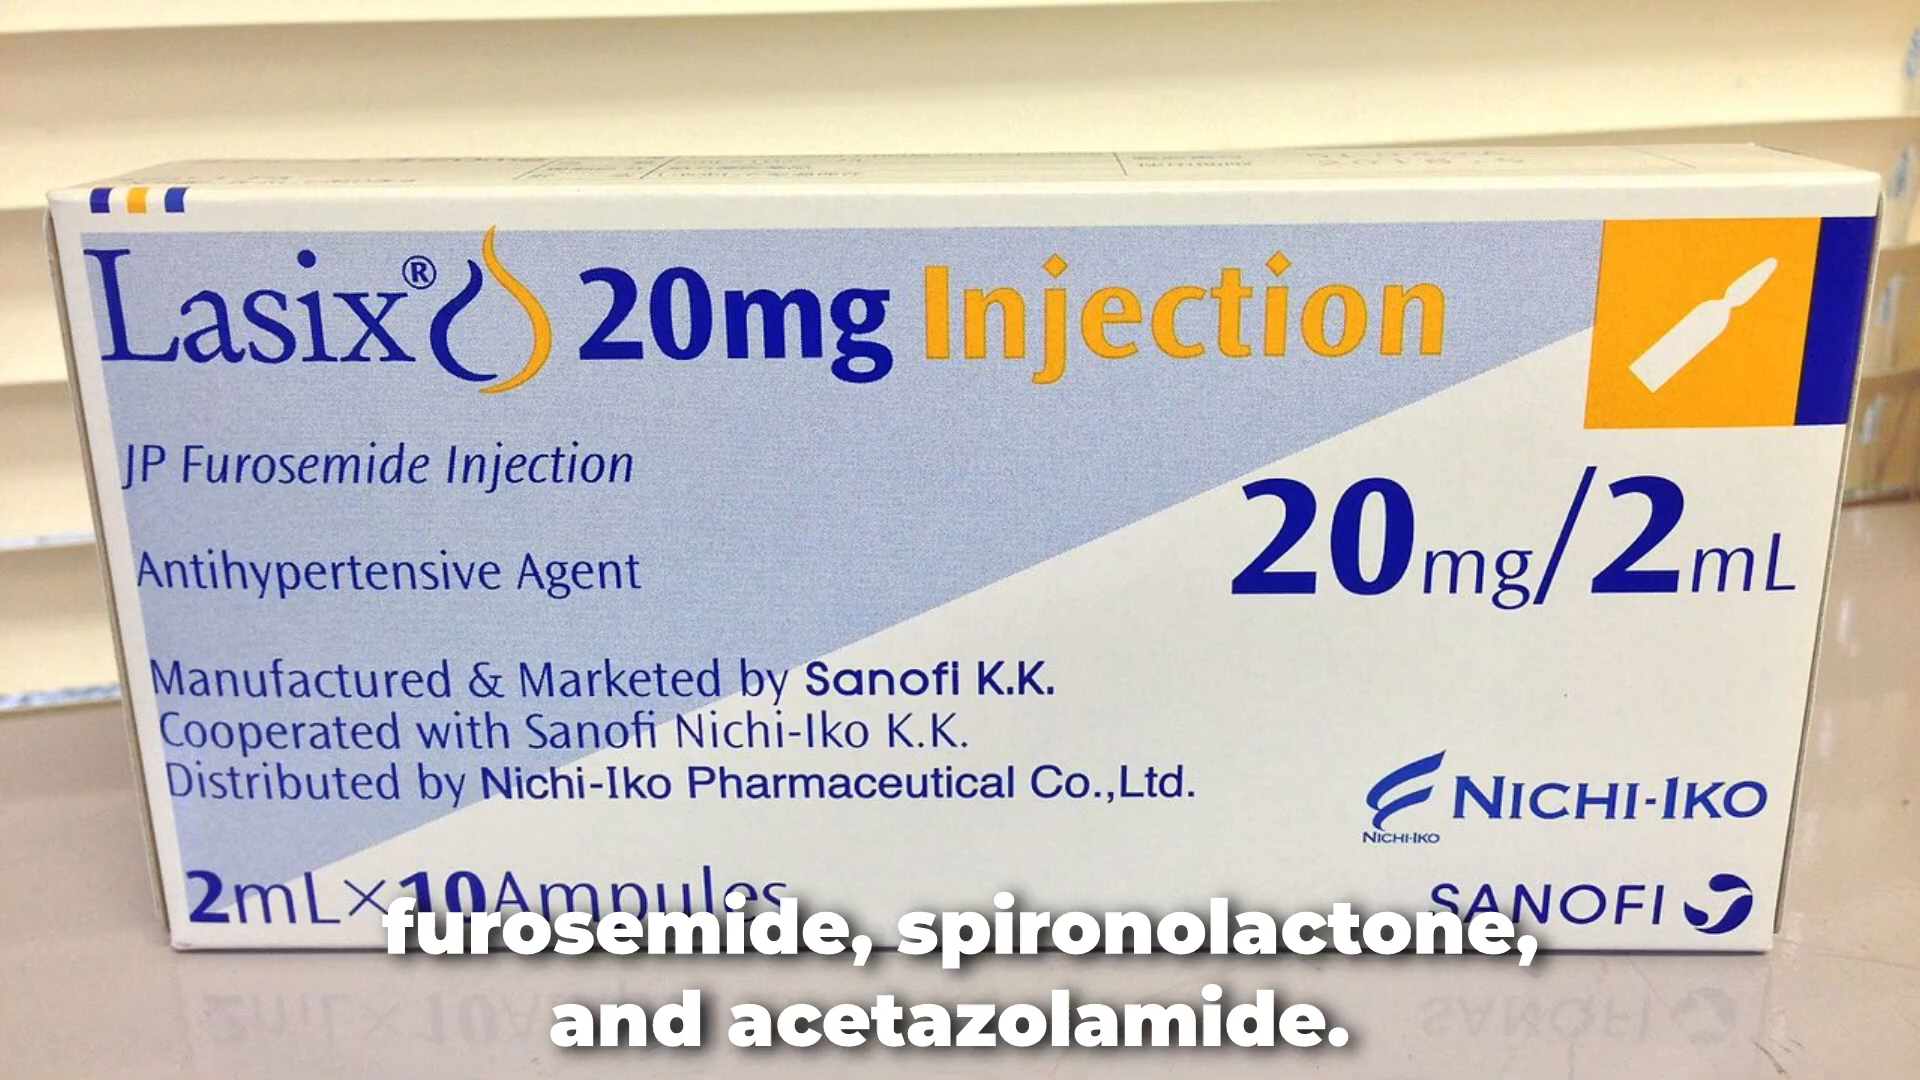 Lasix® 20mg Injection
JP Furosemide Injection
20mg/2mL
Antihypertensive Agent
Manufactured & Marketed by Sanofi K.K.
Cooperated with Sanofi Nichi-Iko K.K.
Distributed by Nichi-Iko Pharmaceutical Co.,Ltd.
NICHI-IKO
NICHI-IKO
2mL×10Ampules
SANOFI
furosemide, spironolactone,
and acetazolamide.